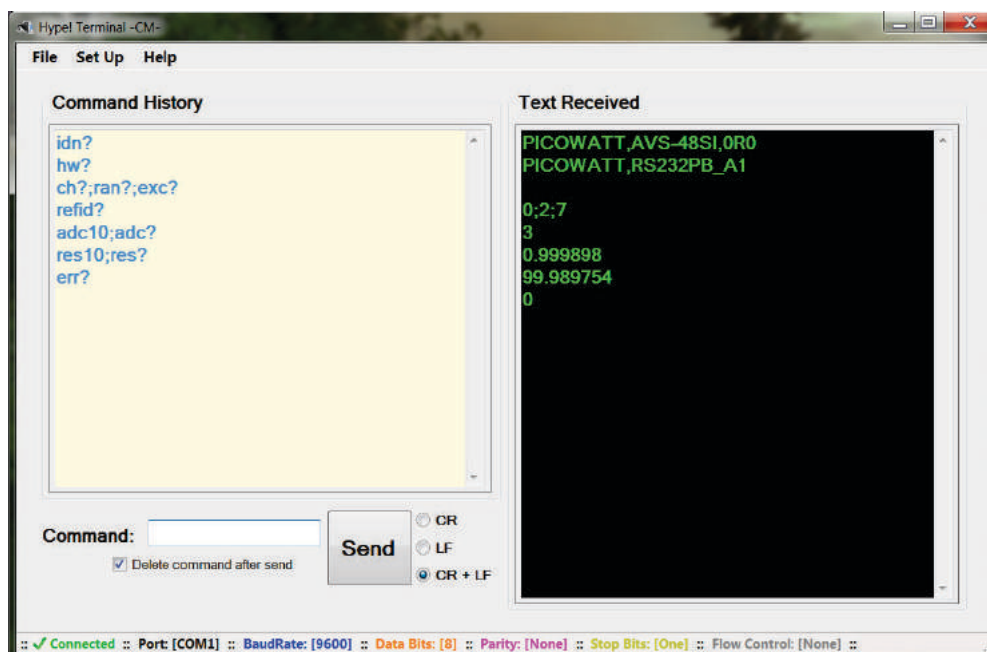 Hypel Terminal -CM-
File Set Up Help
Command History
idn?
hw?
ch?;ran?;exc?
refid?
adc10;adc?
res10;res?
err?
Text Received
PICOWATT,AVS-48SI,0R0
PICOWATT,RS232PB_A1
0;2;7
3
0.999898
99.989754
0
Command:
Delete command after send
Send
CR
LF
CR + LF
:: ✓ Connected :: Port: [COM1] :: BaudRate: [9600] :: Data Bits: [8] :: Parity: [None] :: Stop Bits: [One] :: Flow Control: [None] ::